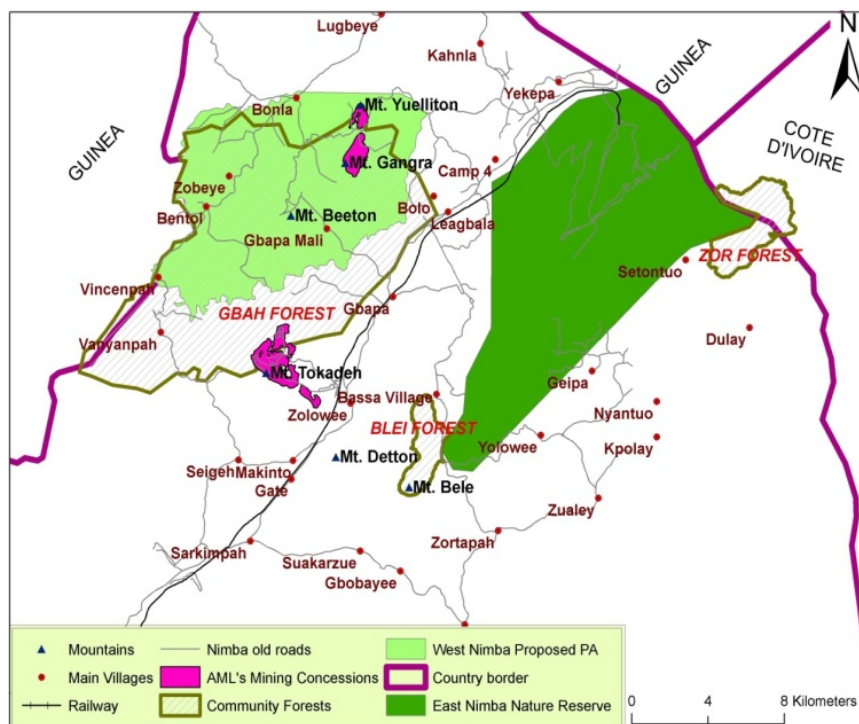 Lugbeye
N
Kahnla
GUINEA
Yekepa
Bonla
Mt. Yuelliton
COTE
D'IVOIRE
GUINEA
Mt. Gangra
Camp 4
Zobeye
Bolo
Bentol
Mt. Beeton
Leagbala
Gbapa Mali
ZOR FOREST
Setontuo
Vincenpah
Gbapa
GBAH FOREST
Vanyanpah
Dulay
Mt. Tokadeh
Geipa
Zolowee
Bassa Village
Nyantuo
BLEI FOREST
Yolowee
Kpolay
Mt. Detton
Seigeh
Makinto
Gate
Mt. Bele
Zualey
Zortapah
Sarkimpah
Suakarzue
Gbobayee
Mountains
Nimba old roads
West Nimba Proposed PA
Main Villages
AML's Mining Concessions
Country border
Railway
Community Forests
East Nimba Nature Reserve
0 4 8 Kilometers